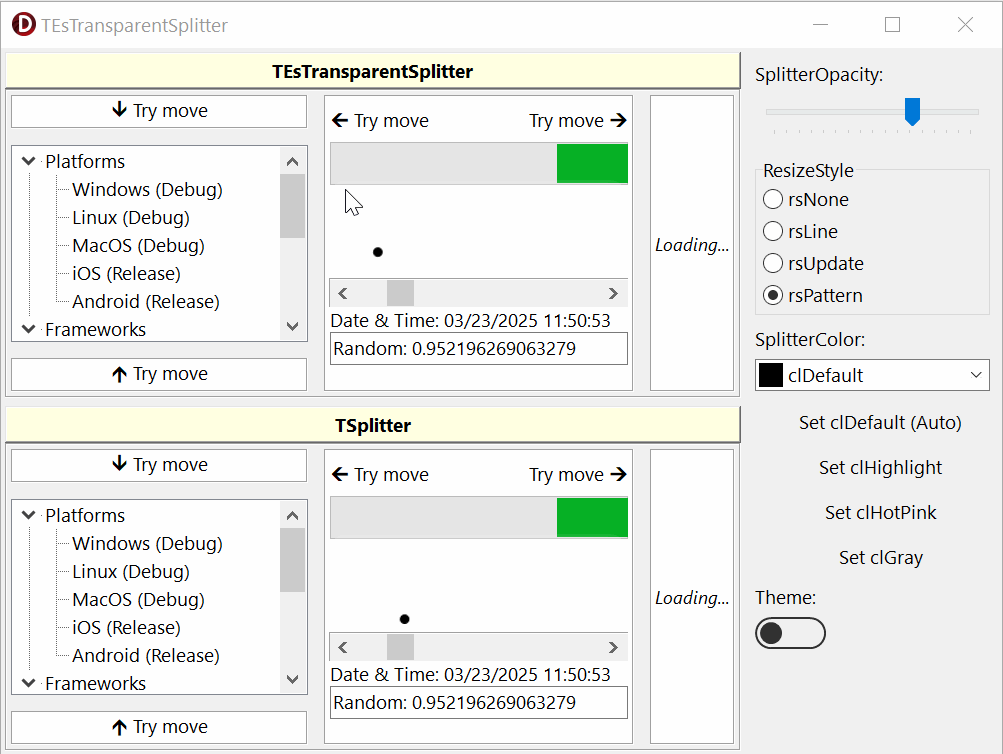 TEsTransparentSplitter
TEsTransparentSplitter
↓ Try move
Platforms
Windows (Debug)
Linux (Debug)
MacOS (Debug)
iOS (Release)
Android (Release)
Frameworks
↑ Try move
← Try move
Try move →
Date & Time: 03/23/2025 11:50:53
Random: 0.952196269063279
Loading...
TSplitter
↓ Try move
Platforms
Windows (Debug)
Linux (Debug)
MacOS (Debug)
iOS (Release)
Android (Release)
Frameworks
↑ Try move
← Try move
Try move →
Date & Time: 03/23/2025 11:50:53
Random: 0.952196269063279
Loading...
SplitterOpacity:
ResizeStyle
rsNone
rsLine
rsUpdate
rsPattern
SplitterColor:
clDefault
Set clDefault (Auto)
Set clHighlight
Set clHotPink
Set clGray
Theme: